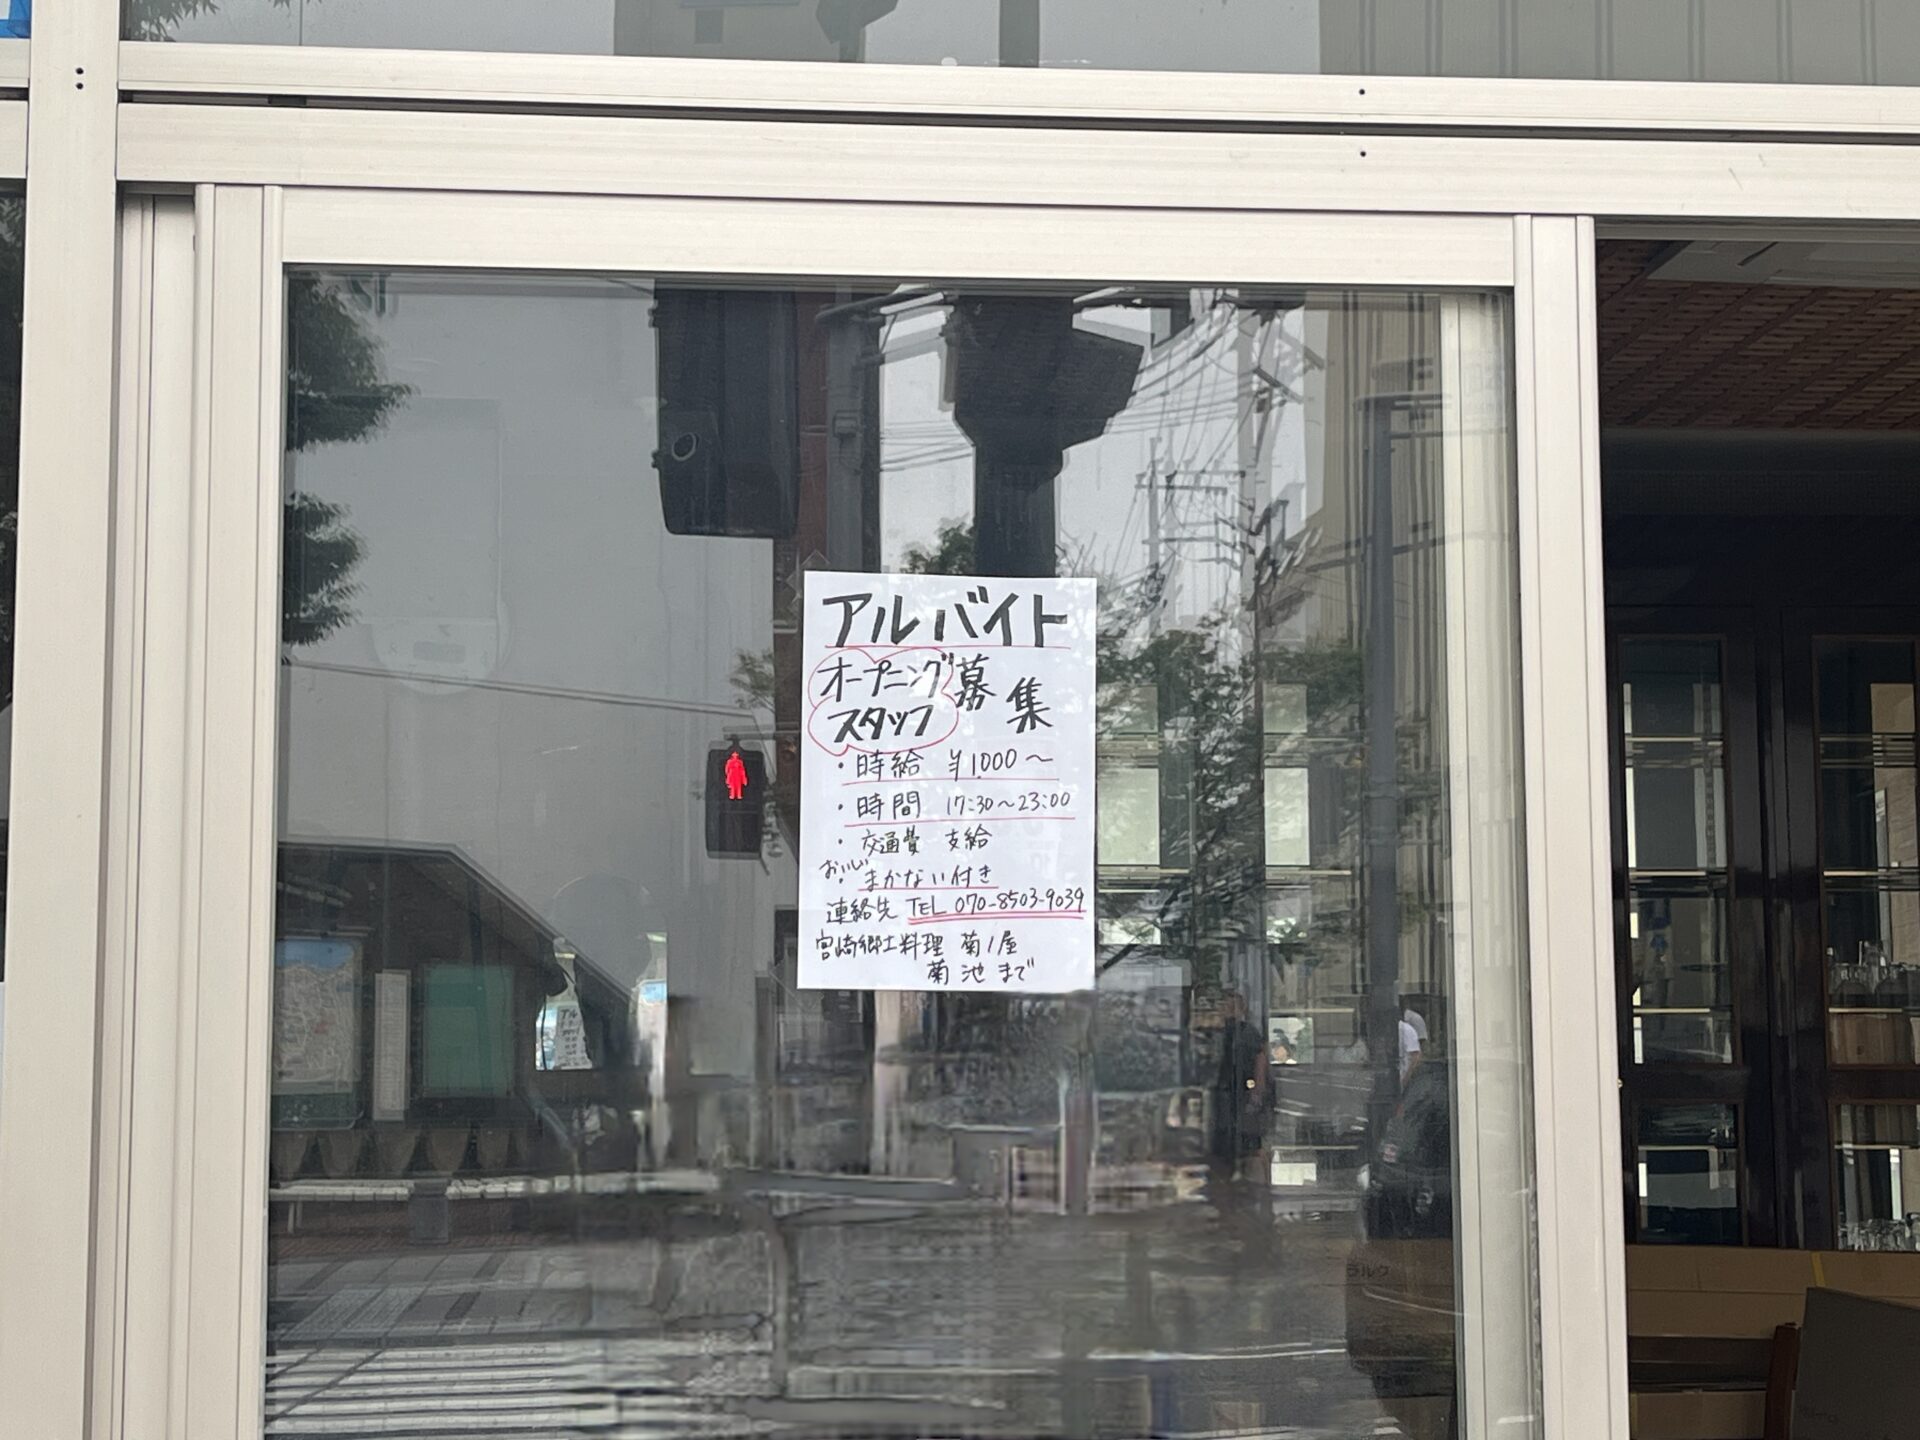 アルバイト
オープニング
スタッフ
募集
・時給 ¥1,000〜
・時間 17:30〜23:00
・交通費 支給
おいしい
・まかない付き
連絡先 TEL 070-8503-9039
宮崎郷土料理 菊ノ屋
菊池まで